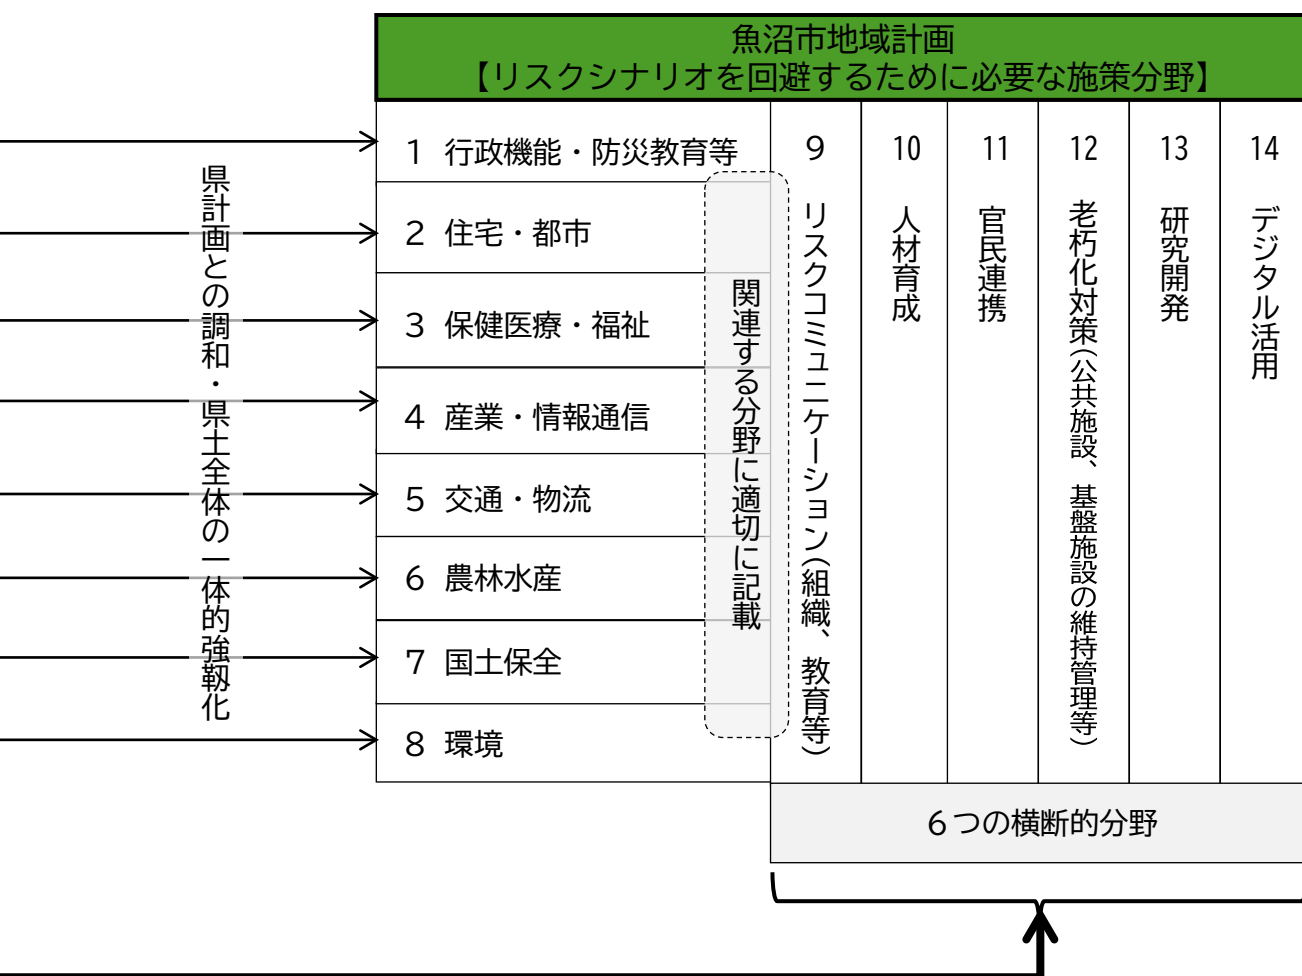 魚沼市地域計画
【リスクシナリオを回避するために必要な施策分野】
県計画との調和・県土全体の一体的強靱化
1 行政機能・防災教育等
2 住宅・都市
3 保健医療・福祉
4 産業・情報通信
5 交通・物流
6 農林水産
7 国土保全
8 環境
関連する分野に適切に記載
9 リスクコミュニケーション(組織、教育等)
10 人材育成
11 官民連携
12 老朽化対策(公共施設、基盤施設の維持管理等)
13 研究開発
14 デジタル活用
6つの横断的分野